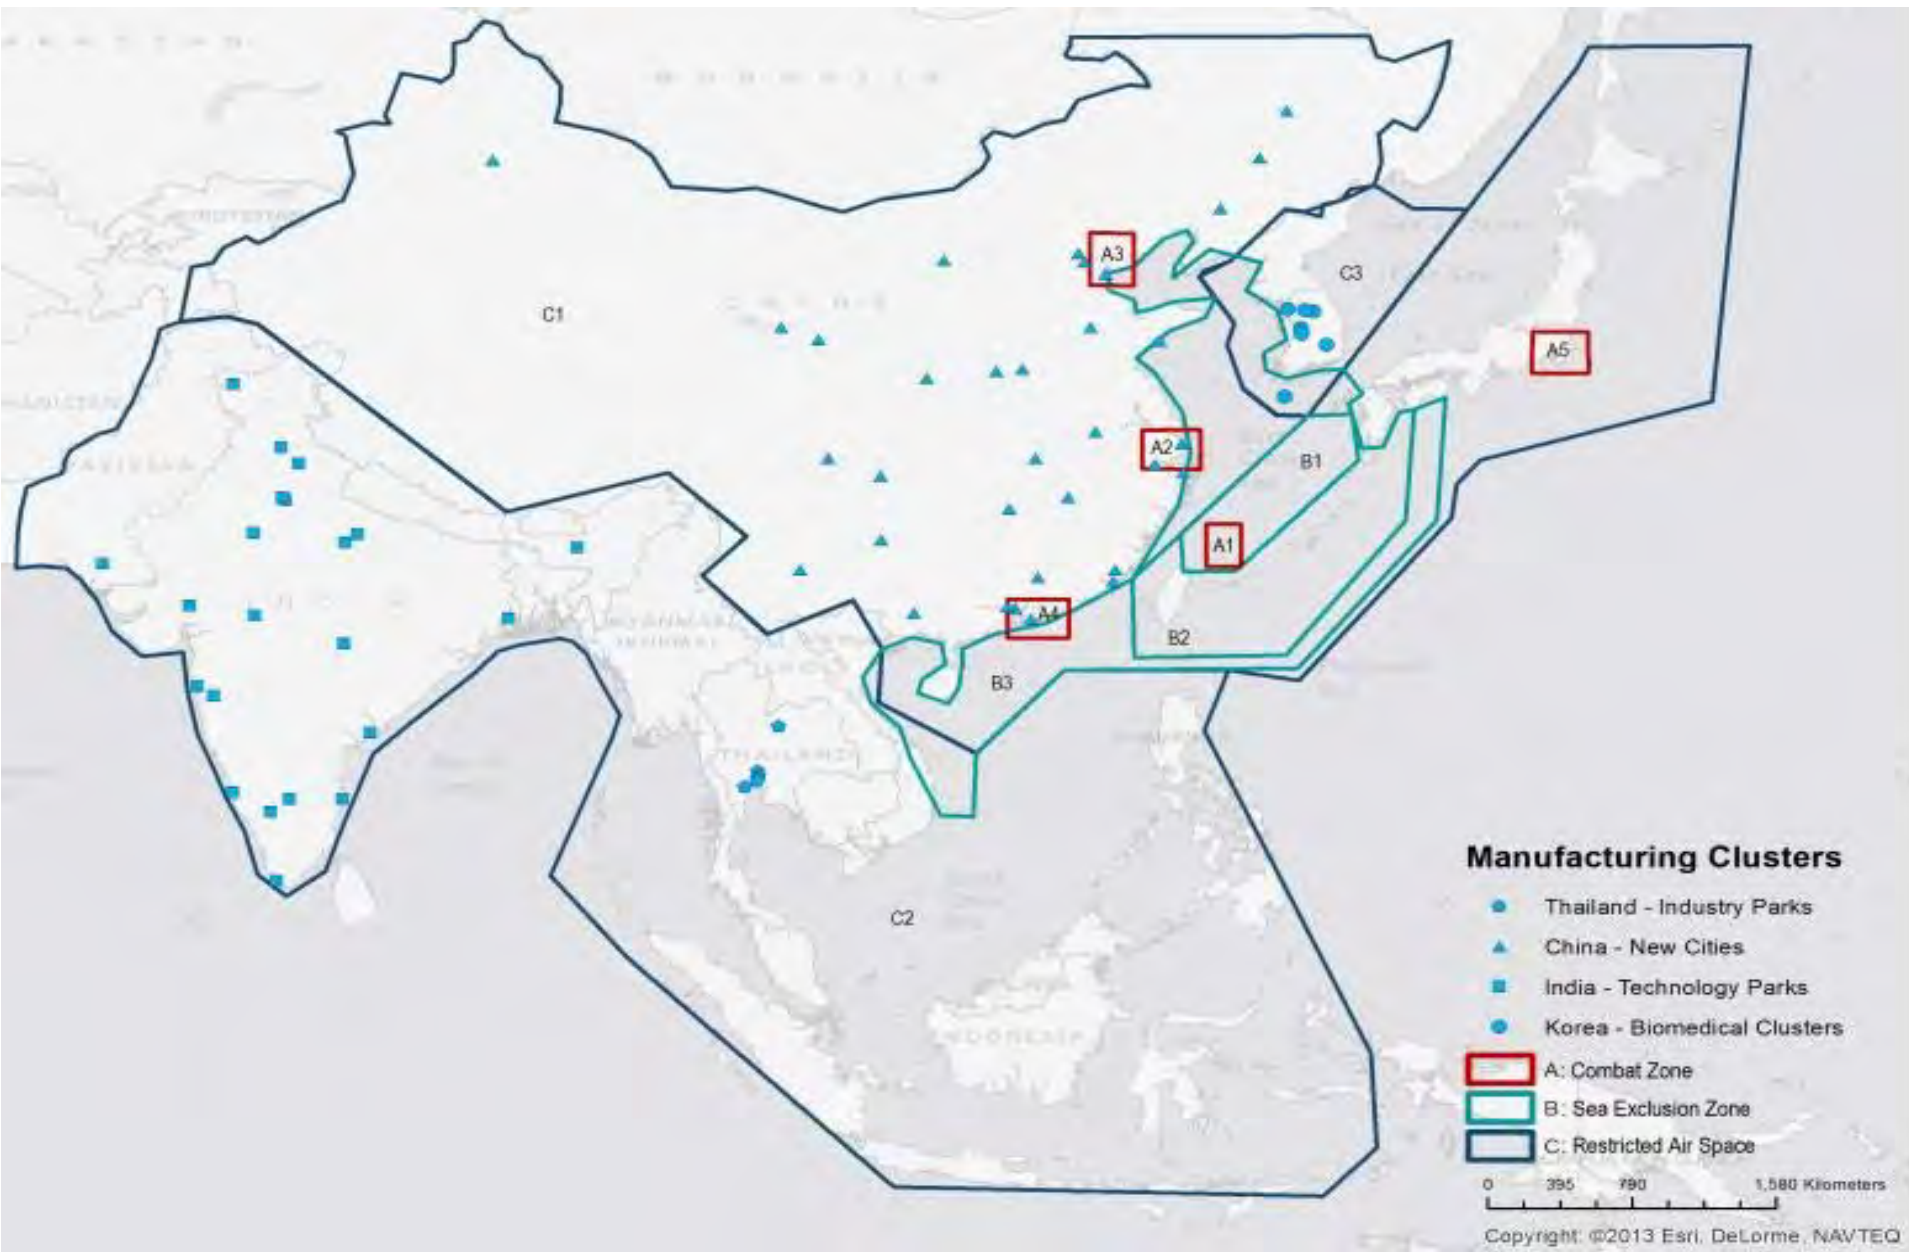 C1
A3
C3
A5
A2
B1
A1
A4
B2
B3
THAILAND
C2
INDONESIA
Manufacturing Clusters
Thailand - Industry Parks
China - New Cities
India - Technology Parks
Korea - Biomedical Clusters
A: Combat Zone
B: Sea Exclusion Zone
C: Restricted Air Space
0 395 790 1,580 Kilometers
Copyright: ©2013 Esri, DeLorme, NAVTEQ